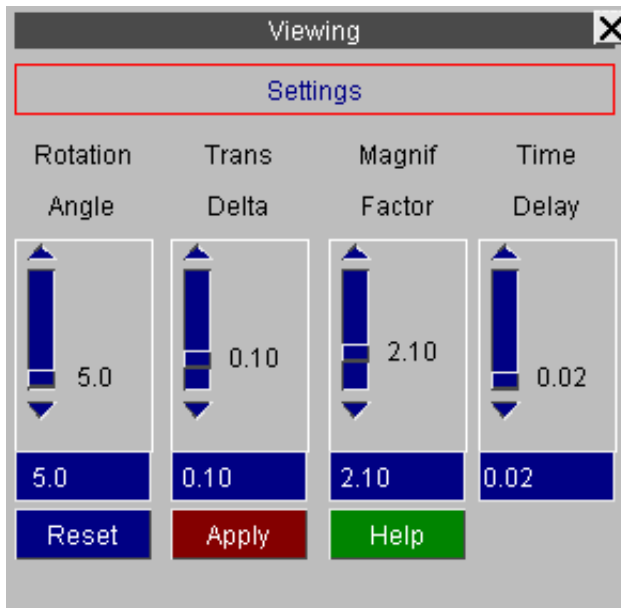 Viewing
Settings
Rotation Trans Magnif Time
Angle Delta Factor Delay
5.0 0.10 2.10 0.02
5.0 0.10 2.10 0.02
Reset Apply Help